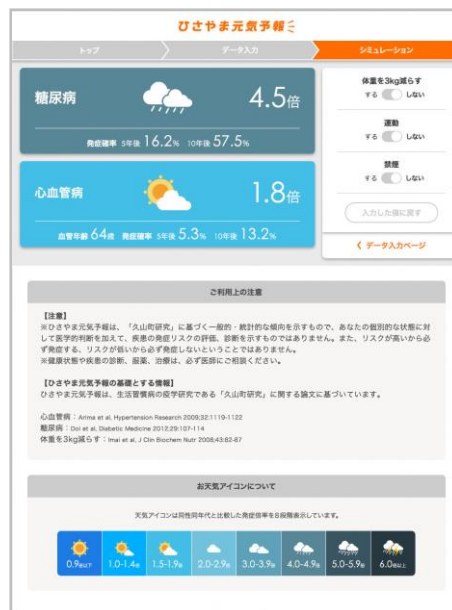 ひさやま元気予報
トップ
データ入力
シミュレーション
糖尿病
4.5倍
発症確率 5年後 16.2% 10年後 57.5%
心血管病
1.8倍
血管年齢 64歳 発症確率 5年後 5.3% 10年後 13.2%
体重を3kg減らす
する しない
運動
する しない
禁煙
する しない
入力した値に戻す
データ入力ページ
ご利用上の注意
【注意】
※ひさやま元気予報は、「久山町研究」に基づく一般的・統計的な傾向を示すもので、あなたの個別的な状態に対
して医学的判断を加えて、疾患の発症リスクの評価、診断を示すものではありません。また、リスクが高いから必
ず発症する、リスクが低いから必ず発症しないということではありません。
※健康状態や疾患の診断、服薬、治療は、必ず医師にご相談ください。
【ひさやま元気予報の基礎とする情報】
ひさやま元気予報は、生活習慣病の疫学研究である「久山町研究」に関する論文に基づいています。
心血管病：Arima et al, Hypertension Research 2009;32:1119-1122
糖尿病：Doi et al, Diabetic Medicine 2012;29:107-114
体重を3kg減らす：Imai et al, J Clin Biochem Nutr 2008;43:82-87
お天気アイコンについて
天気アイコンは同性同年代と比較した発症倍率を8段階表示しています。
0.9倍以下 1.0-1.4倍 1.5-1.9倍 2.0-2.9倍 3.0-3.9倍 4.0-4.9倍 5.0-5.9倍 6.0倍以上